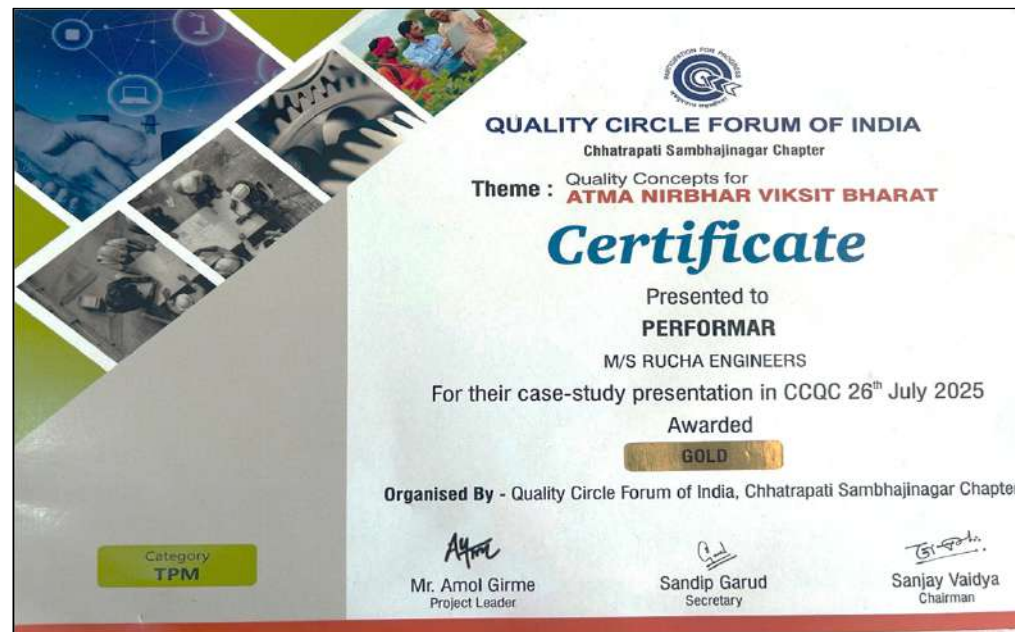 PARTICIPATION FOR PROGRESS
QUALITY CIRCLE FORUM OF INDIA
Chhatrapati Sambhajinagar Chapter
Theme : Quality Concepts for
ATMA NIRBHAR VIKSIT BHARAT
Certificate
Presented to
PERFORMAR
M/S RUCHA ENGINEERS
For their case-study presentation in CCQC 26th July 2025
Awarded
GOLD
Organised By - Quality Circle Forum of India, Chhatrapati Sambhajinagar Chapter
Category
TPM
Mr. Amol Girme
Project Leader
Sandip Garud
Secretary
Sanjay Vaidya
Chairman